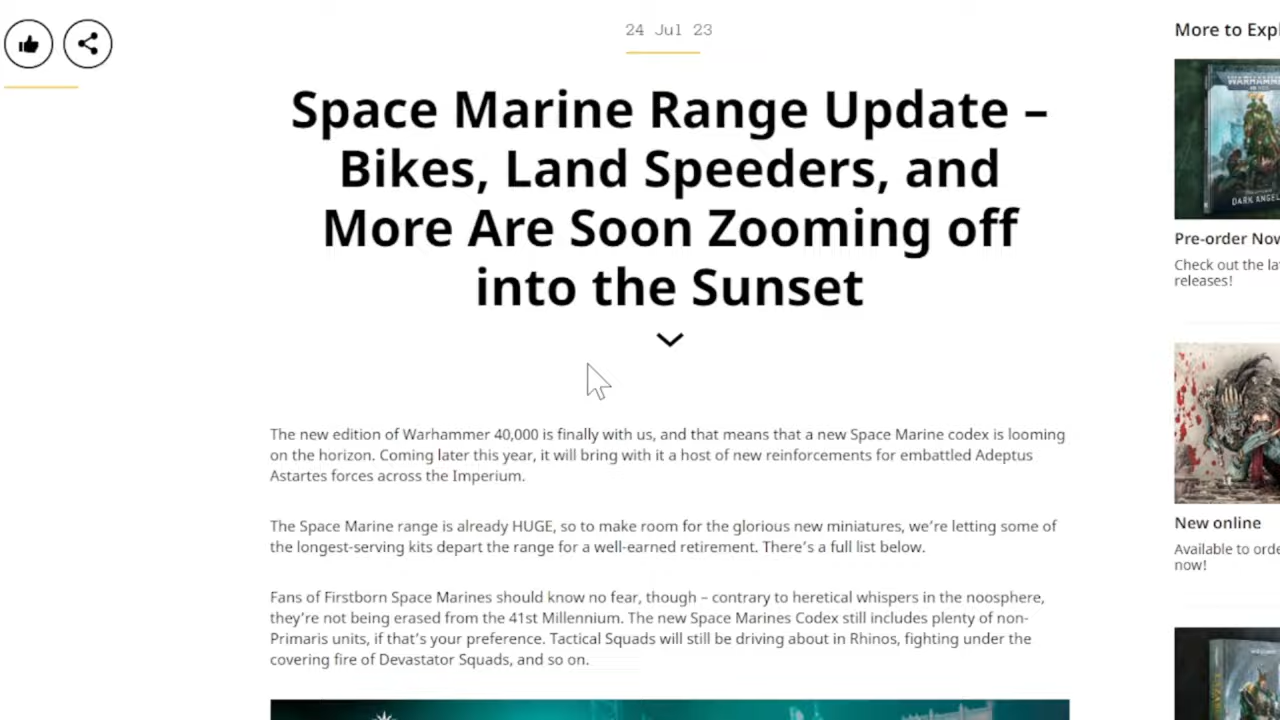 24 Jul 23
Space Marine Range Update –
Bikes, Land Speeders, and
More Are Soon Zooming off
into the Sunset
The new edition of Warhammer 40,000 is finally with us, and that means that a new Space Marine codex is looming
on the horizon. Coming later this year, it will bring with it a host of new reinforcements for embattled Adeptus
Astartes forces across the Imperium.
The Space Marine range is already HUGE, so to make room for the glorious new miniatures, we’re letting some of
the longest-serving kits depart the range for a well-earned retirement. There’s a full list below.
Fans of Firstborn Space Marines should know no fear, though – contrary to heretical whispers in the noosphere,
they’re not being erased from the 41st Millennium. The new Space Marines Codex still includes plenty of non-
Primaris units, if that’s your preference. Tactical Squads will still be driving about in Rhinos, fighting under the
covering fire of Devastator Squads, and so on.
More to Expl
WARHAMME
DARK ANGEL
Pre-order Now
Check out the la
releases!
New online
Available to orde
now!